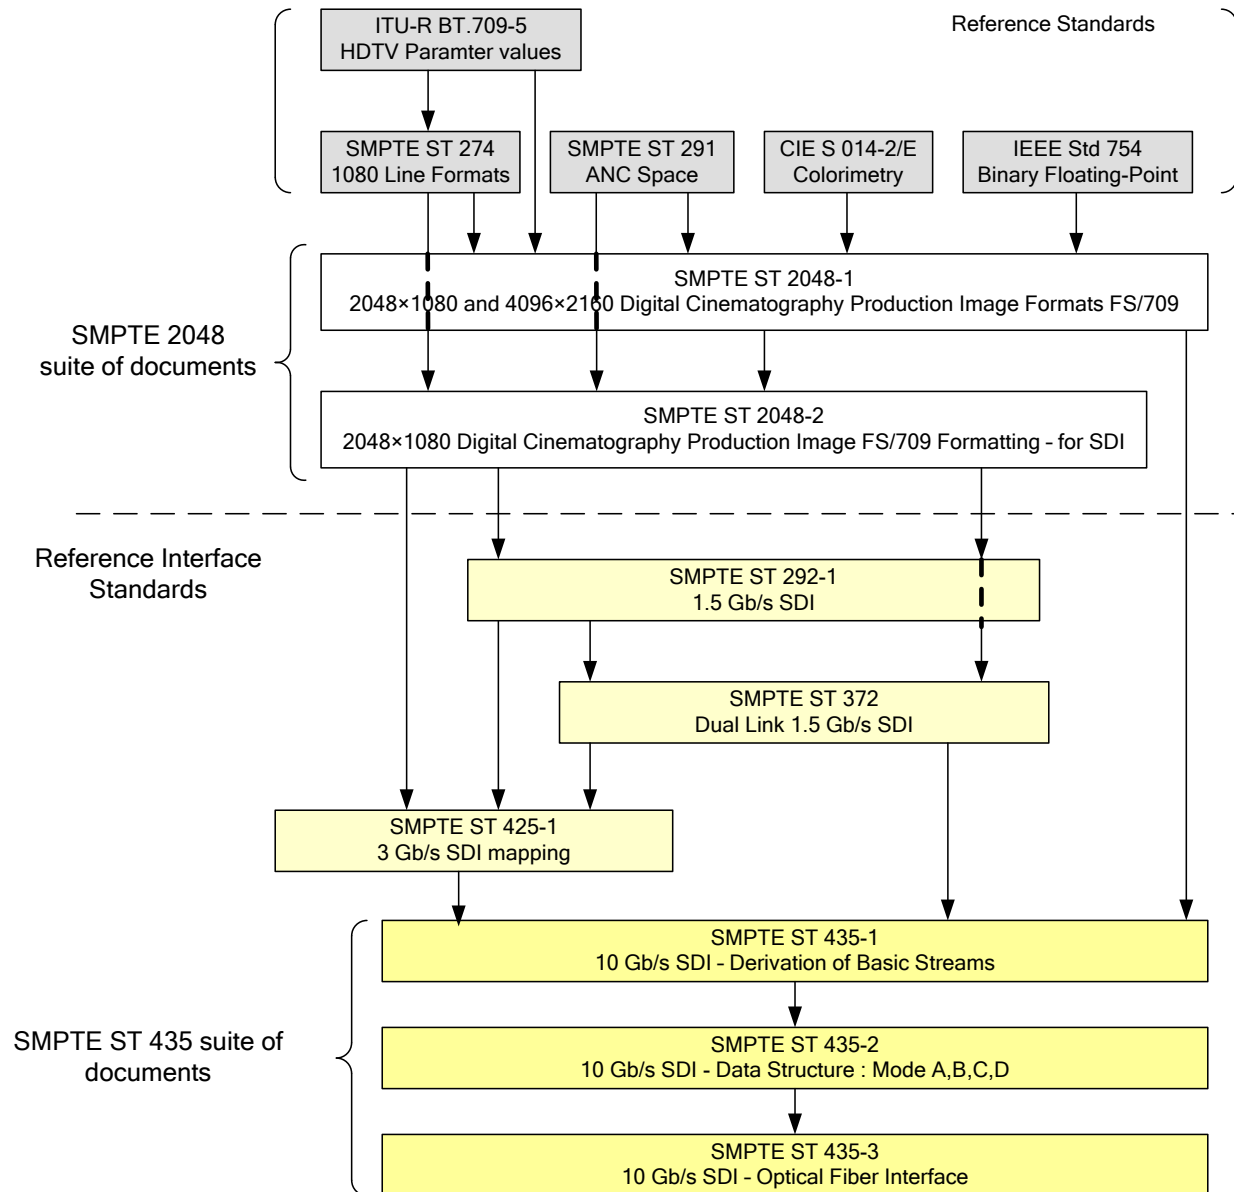 ITU-R BT.709-5
HDTV Paramter values
Reference Standards
SMPTE ST 274
1080 Line Formats
SMPTE ST 291
ANC Space
CIE S 014-2/E
Colorimetry
IEEE Std 754
Binary Floating-Point
SMPTE 2048
suite of documents
SMPTE ST 2048-1
2048×1080 and 4096×2160 Digital Cinematography Production Image Formats FS/709
SMPTE ST 2048-2
2048×1080 Digital Cinematography Production Image FS/709 Formatting – for SDI
Reference Interface
Standards
SMPTE ST 292-1
1.5 Gb/s SDI
SMPTE ST 372
Dual Link 1.5 Gb/s SDI
SMPTE ST 425-1
3 Gb/s SDI mapping
SMPTE ST 435 suite of
documents
SMPTE ST 435-1
10 Gb/s SDI – Derivation of Basic Streams
SMPTE ST 435-2
10 Gb/s SDI - Data Structure : Mode A,B,C,D
SMPTE ST 435-3
10 Gb/s SDI – Optical Fiber Interface